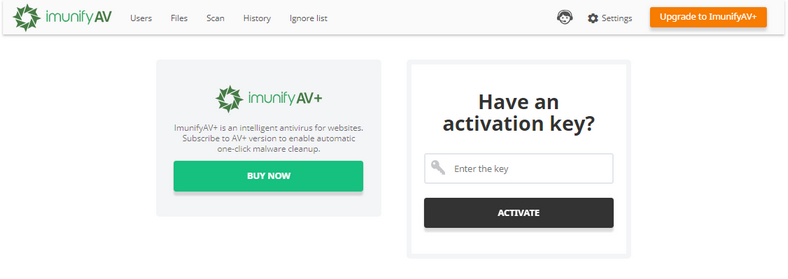 imunifyAV Users Files Scan History Ignore list Settings Upgrade to ImunifyAV+
imunifyAV+
ImunifyAV+ is an intelligent antivirus for websites.
Subscribe to AV+ version to enable automatic
one-click malware cleanup.
BUY NOW
Have an
activation key?
Enter the key
ACTIVATE